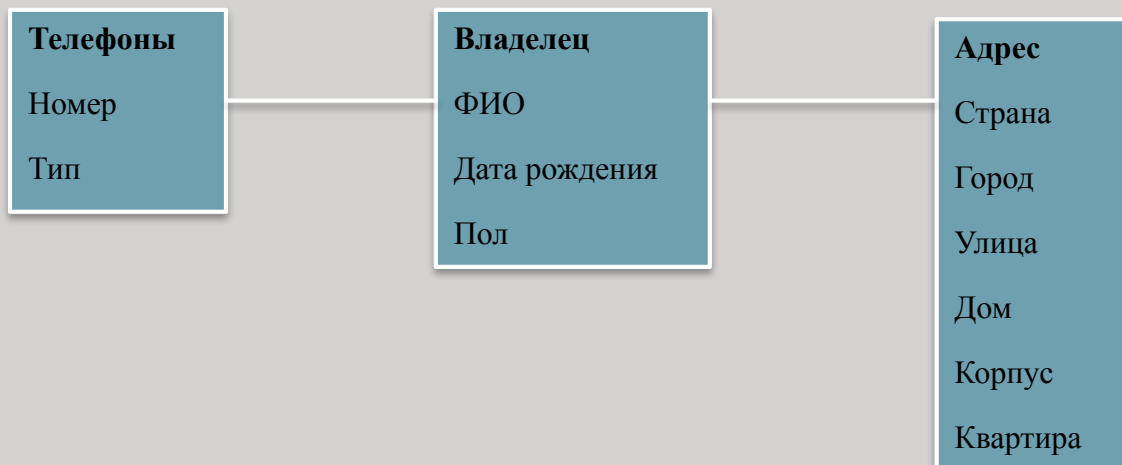 Телефоны
Номер
Тип
Владелец
ФИО
Дата рождения
Пол
Адрес
Страна
Город
Улица
Дом
Корпус
Квартира